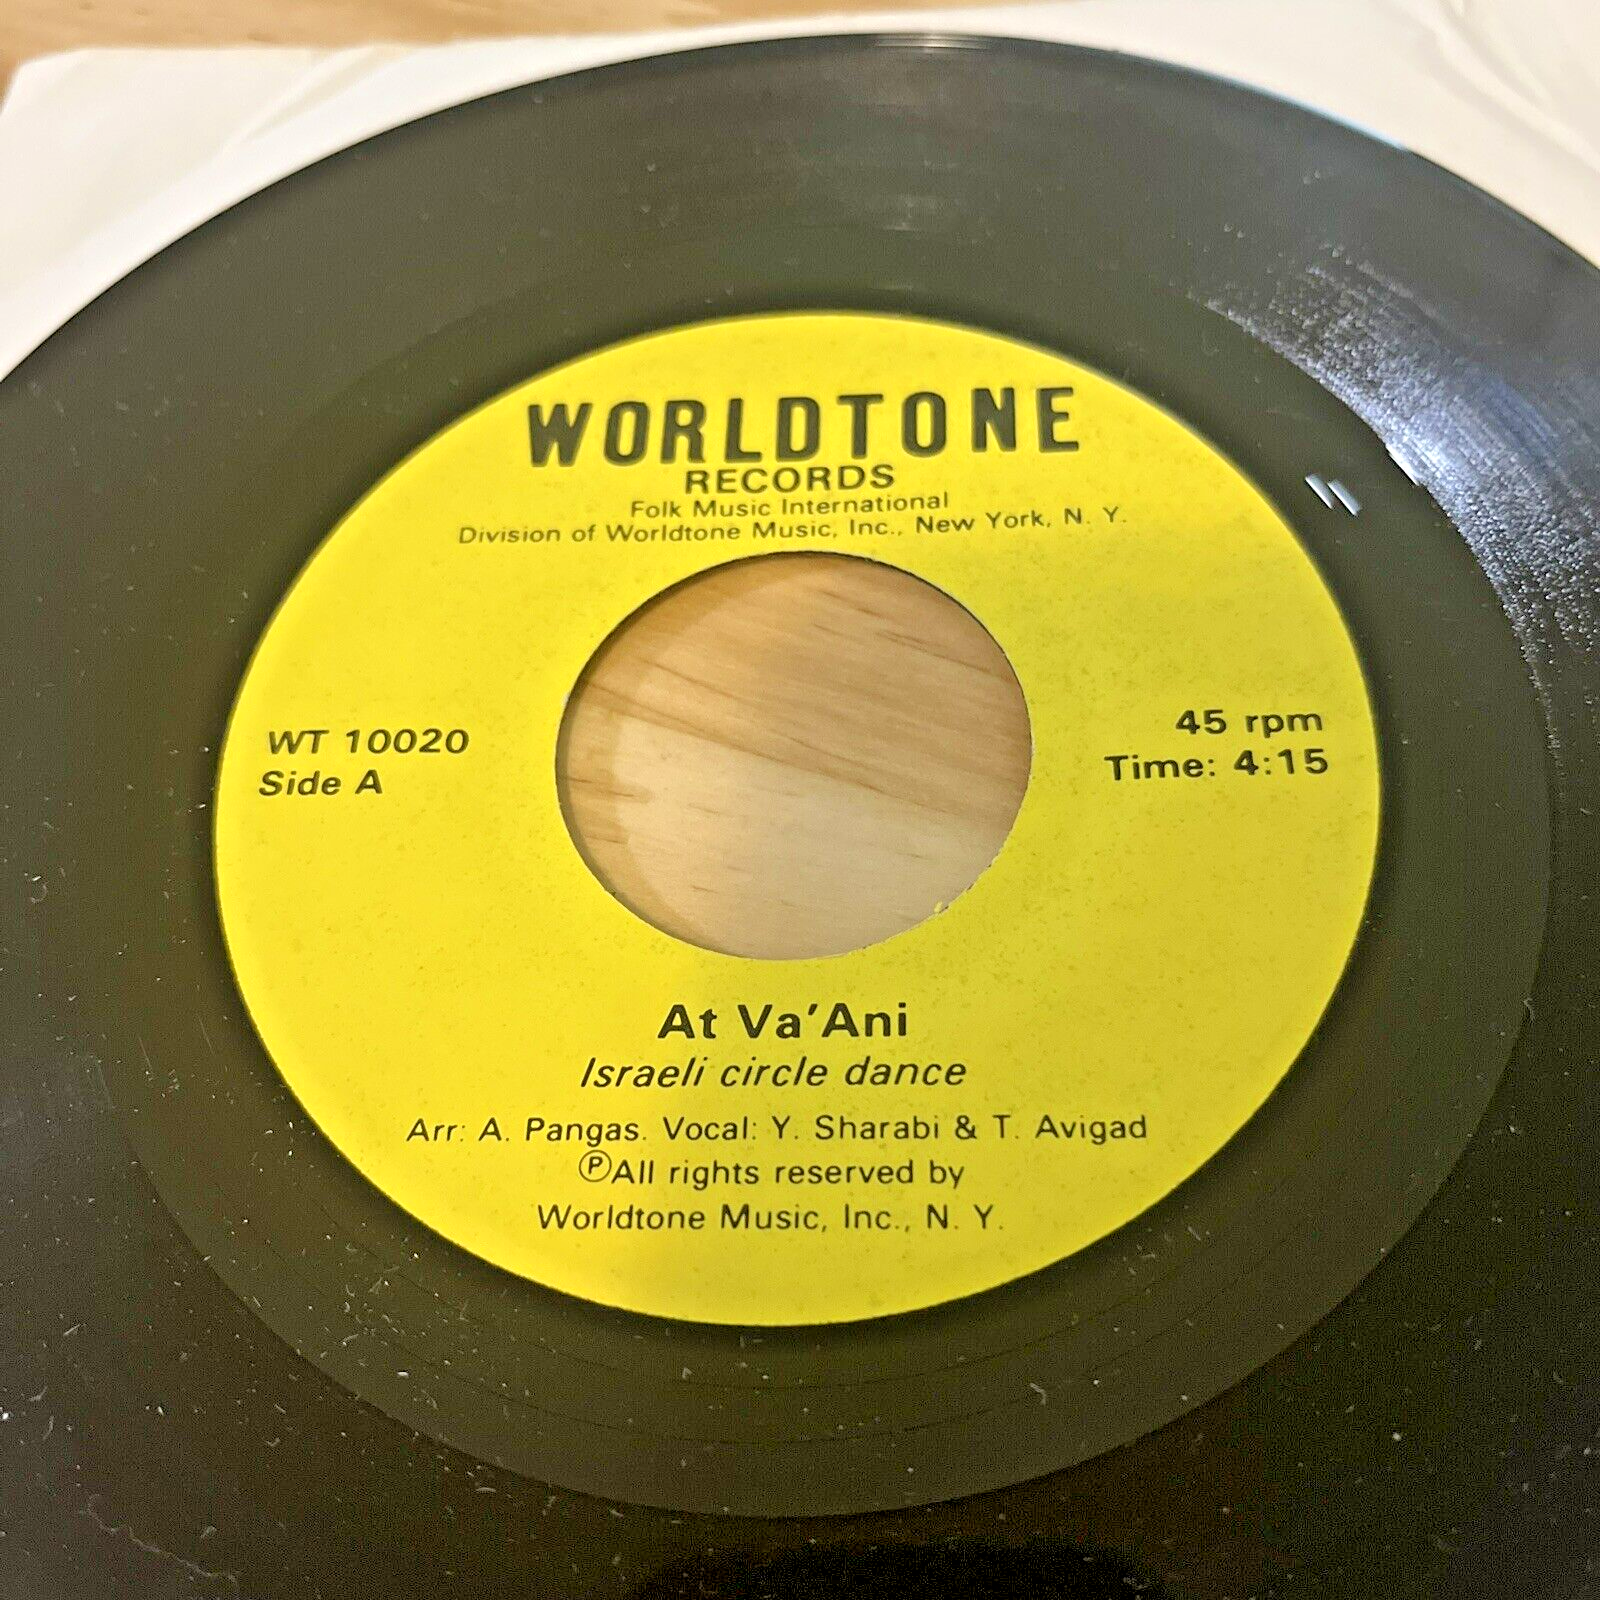 WORLDTONE
RECORDS
Folk Music International
Division of Worldtone Music, Inc., New York, N. Y.
WT 10020
Side A
45 rpm
Time: 4:15
At Va'Ani
Israeli circle dance
Arr: A. Pangas. Vocal: Y. Sharabi & T. Avigad
ⓟAll rights reserved by
Worldtone Music, Inc., N. Y.